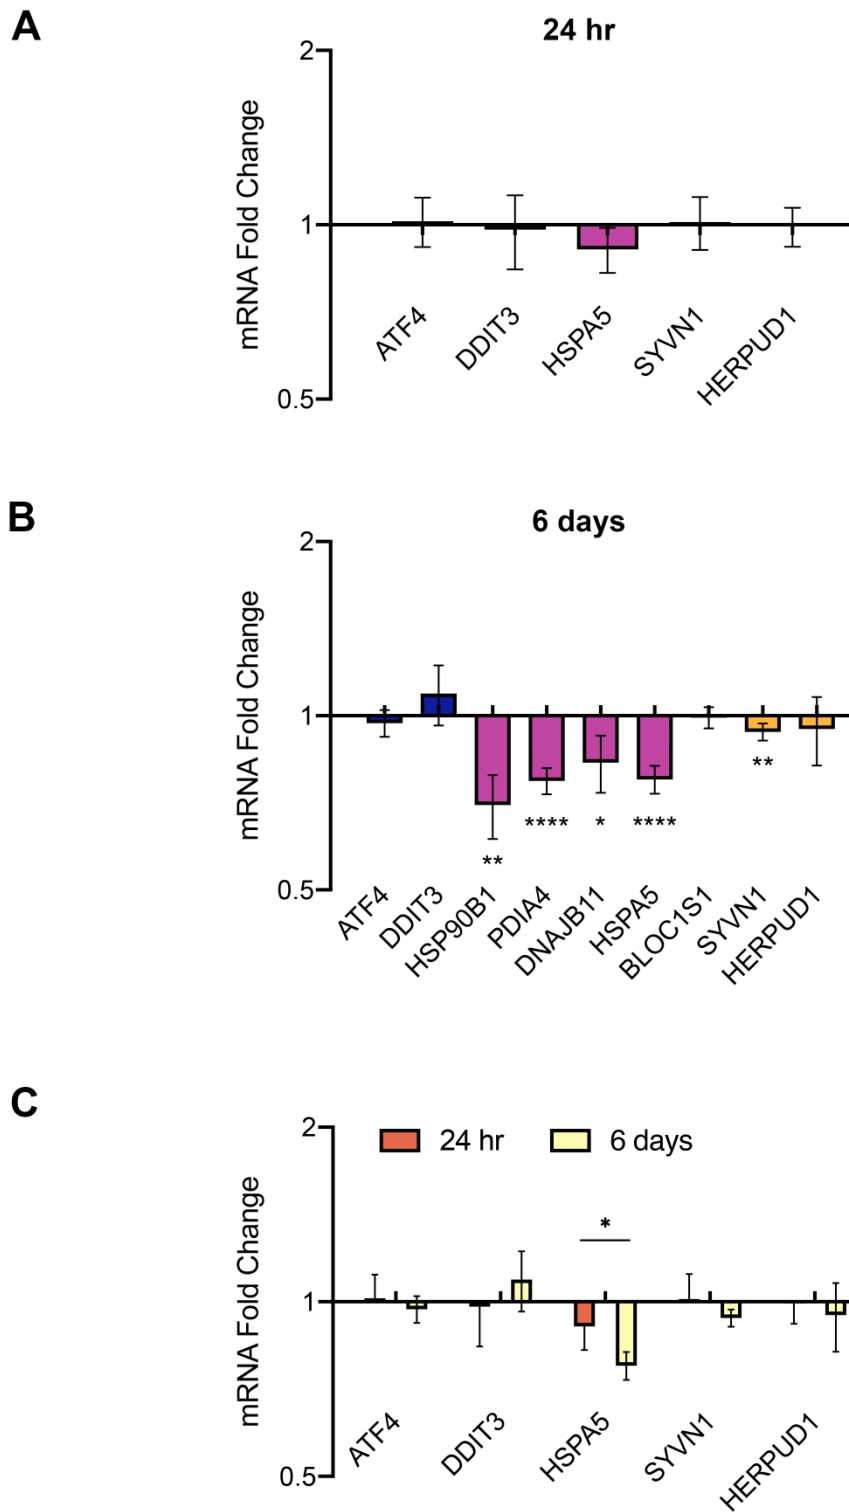 A
24 hr
mRNA Fold Change
2
1
0.5
ATF4
DDIT3
HSPA5
SYVN1
HERPUD1
B
6 days
mRNA Fold Change
2
1
0.5
** **** * **** **
ATF4
DDIT3
HSP90B1
PDIA4
DNAJB11
HSPA5
BLOC1S1
SYVN1
HERPUD1
C
mRNA Fold Change
2
1
0.5
24 hr 6 days
*
ATF4
DDIT3
HSPA5
SYVN1
HERPUD1